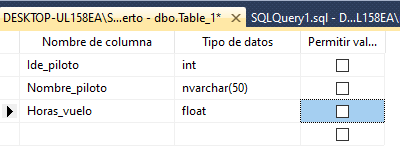 DESKTOP-UL158EA\S...erto - dbo.Table_1* SQLQuery1.sql - D...L158EA\
Nombre de columna Tipo de datos Permitir val...
Ide_piloto int
Nombre_piloto nvarchar(50)
Horas_vuelo float